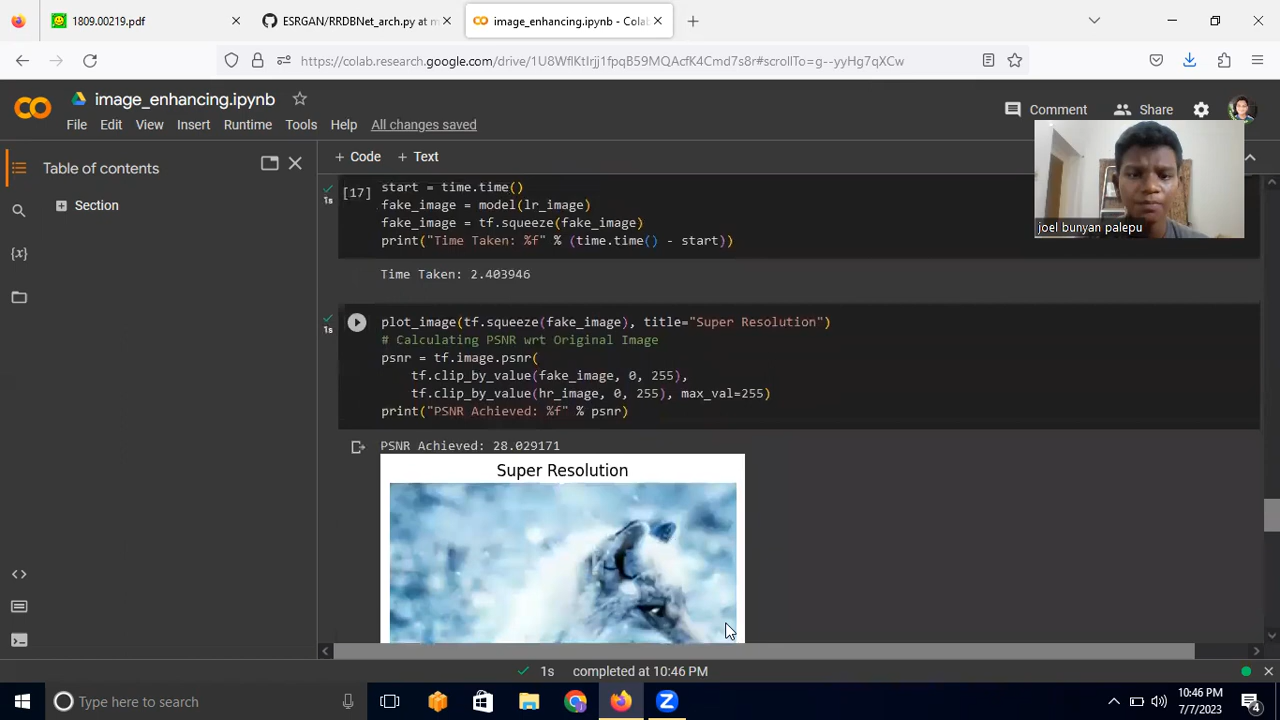 1809.00219.pdf
ESRGAN/RRDBNet_arch.py at m
image_enhancing.ipynb - Colab
https://colab.research.google.com/drive/
image_enhancing.ipynb
Comment
Share
File Edit View Insert Runtime Tools Help All changes saved
Table of contents
+ Code + Text
Section
joel bunyan palepu
[17]
1s
start = time.time()
fake_image = model(lr_image)
fake_image = tf.squeeze(fake_image)
print("Time Taken: %f" % (time.time() - start))
Time Taken: 2.403946
1s
plot_image(tf.squeeze(fake_image), title="Super Resolution")
# Calculating PSNR wrt Original Image
psnr = tf.image.psnr(
tf.clip_by_value(fake_image, 0, 255),
tf.clip_by_value(hr_image, 0, 255), max_val=255)
print("PSNR Achieved: %f" % psnr)
PSNR Achieved: 28.029171
Super Resolution
{x}
1s completed at 10:46 PM
Type here to search
10:46 PM
7/7/2023
4